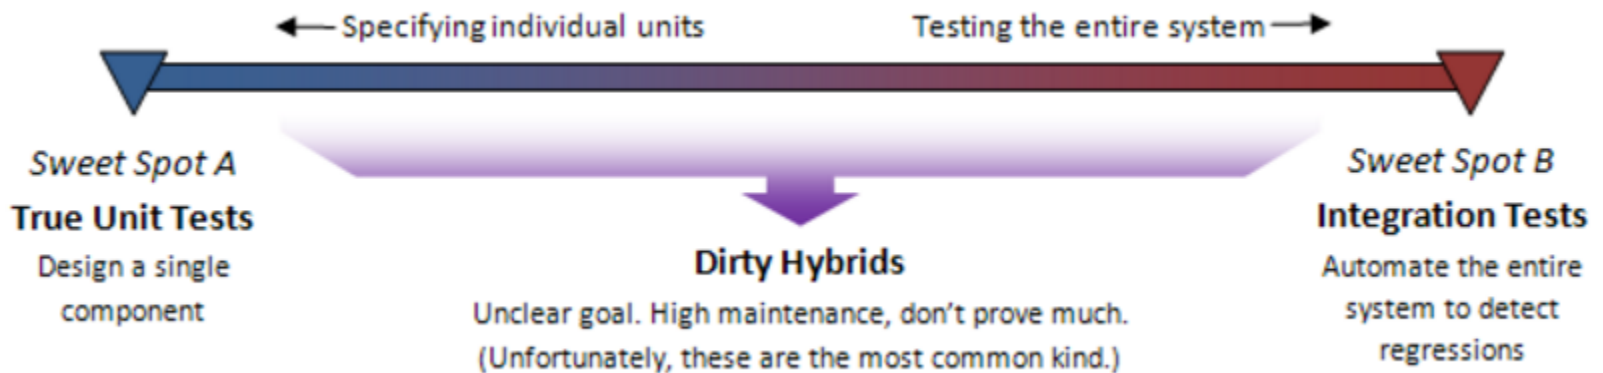 Specifying individual units
Testing the entire system
Sweet Spot A
True Unit Tests
Design a single
component
Dirty Hybrids
Unclear goal. High maintenance, don’t prove much.
(Unfortunately, these are the most common kind.)
Sweet Spot B
Integration Tests
Automate the entire
system to detect
regressions